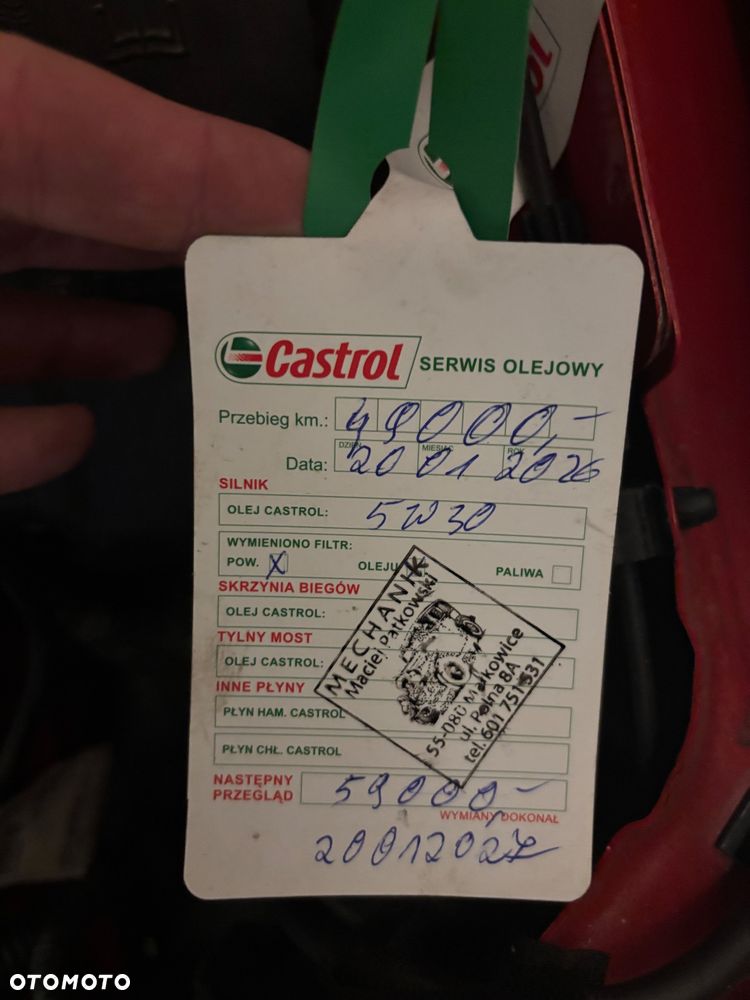 Castrol SERWIS OLEJOWY
Przebieg km.: 49000,-
DZIEŃ MIESIĄC ROK
Data: 20 01 2026
SILNIK
OLEJ CASTROL: 5W30
WYMIENIONO FILTR:
POW. X OLEJU PALIWA
SKRZYNIA BIEGÓW
OLEJ CASTROL:
TYLNY MOST
OLEJ CASTROL:
INNE PŁYNY
PŁYN HAM. CASTROL
PŁYN CHŁ. CASTROL
MECHANIK
Maciej Patkowski
55-080 Małkowice
ul. Polna 8A
tel. 601 751 531
NASTĘPNY
PRZEGLĄD 59000,-
WYMIANY DOKONAŁ
20012027
OTOMOTO